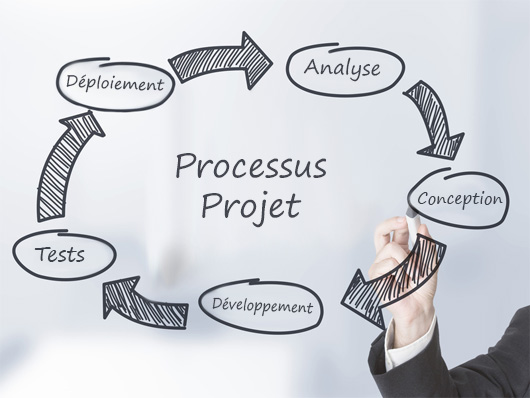 Déploiement
Analyse
Processus
Projet
Conception
Tests
Développement